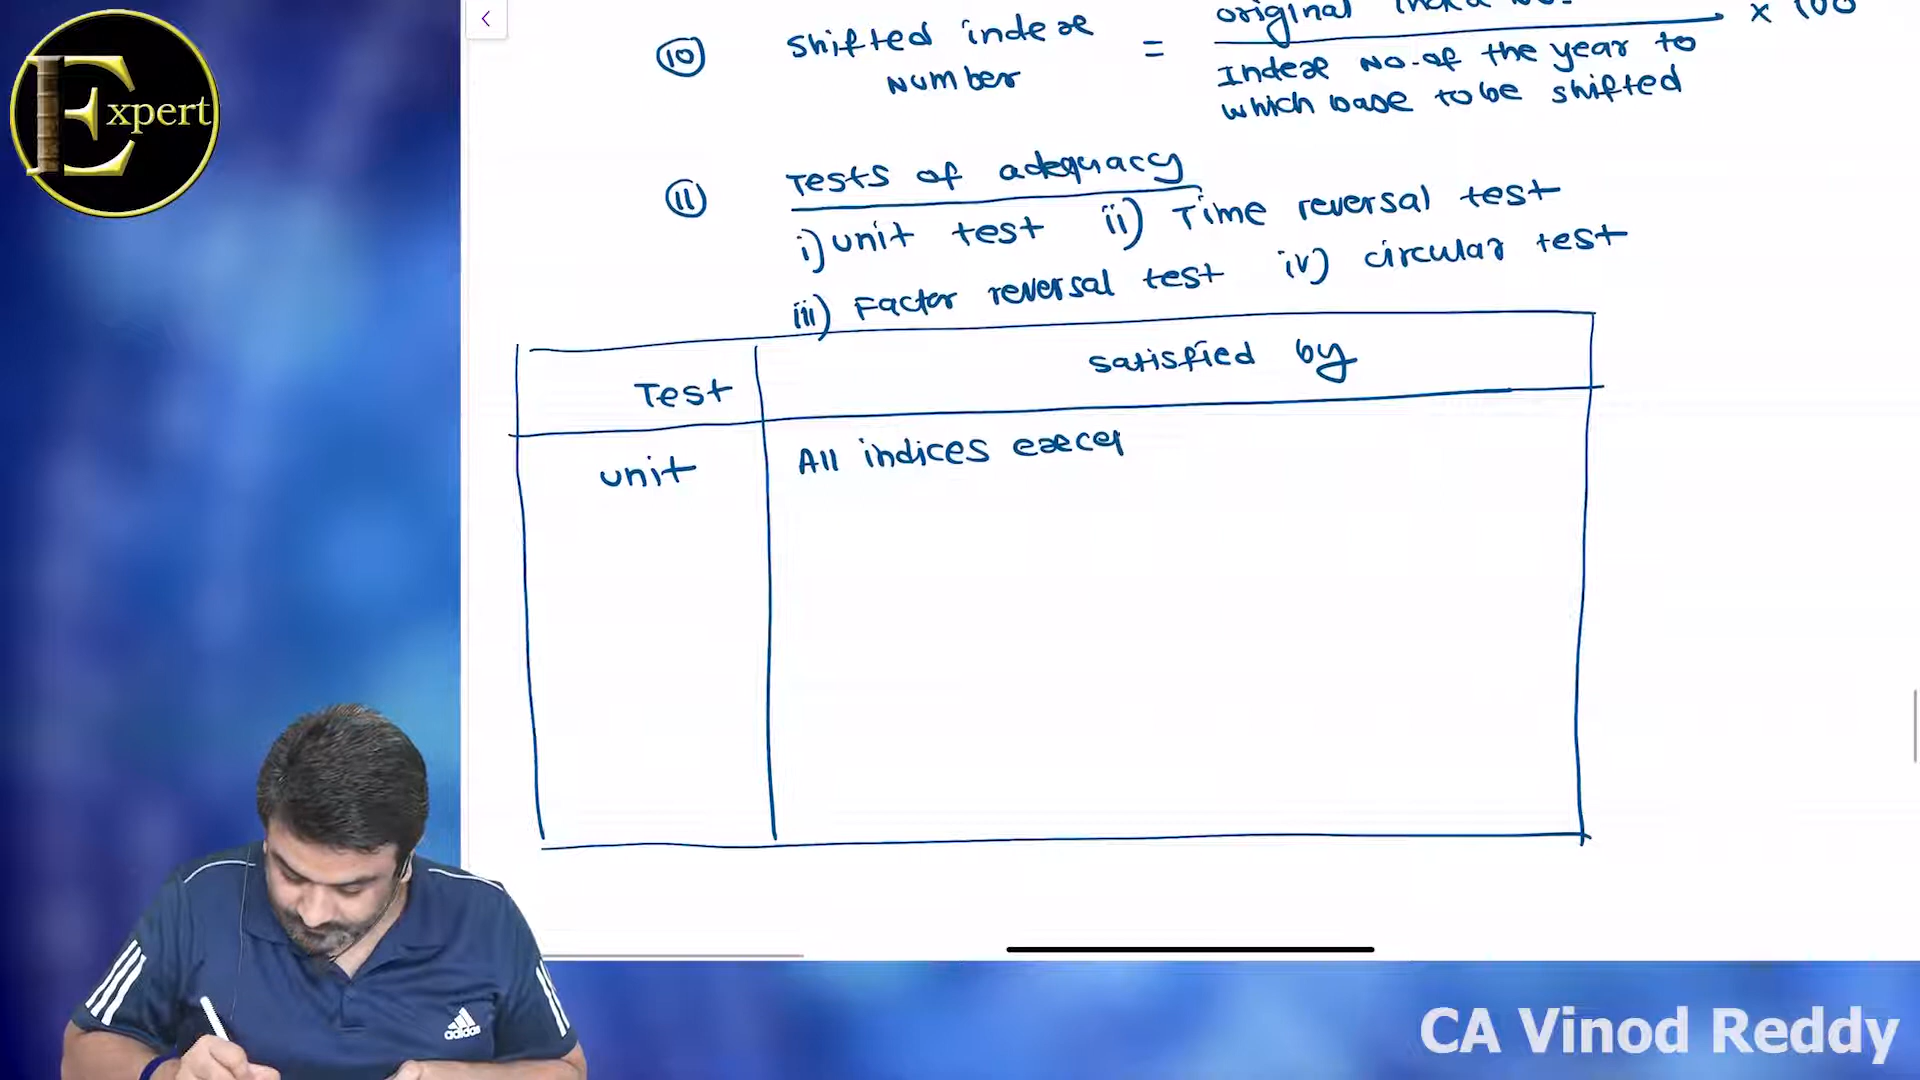 Expert
⑩ shifted index number = original Index No. × 100
Index No. of the year to which base to be shifted
⑪ Tests of adequacy
i) unit test ii) Time reversal test
iii) Factor reversal test iv) circular test
Test satisfied by
unit All indices excep
adidas
CA Vinod Reddy